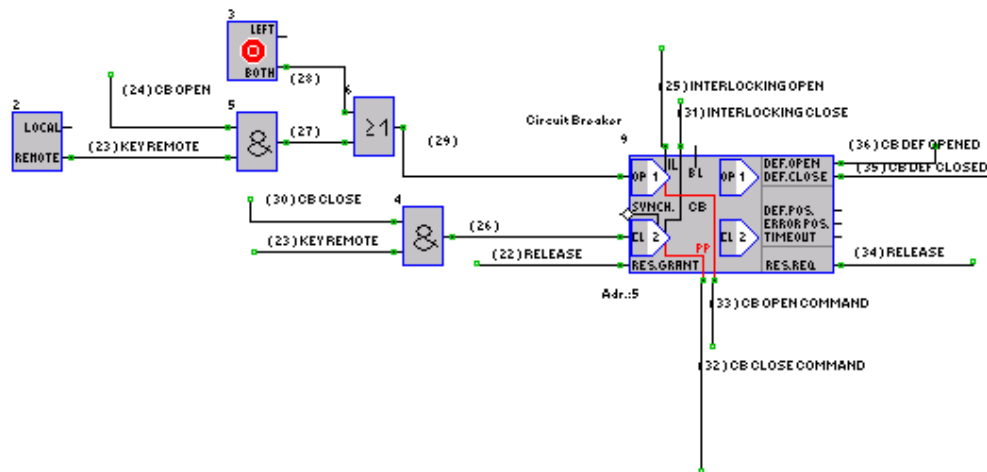 3
LEFT
BOTH
(28)
(24) CB OPEN
2
LOCAL
REMOTE
(23) KEY REMOTE
5
&
(27)
6
≥1
(29)
(25) INTERLOCKING OPEN
(31) INTERLOCKING CLOSE
Circuit Breaker
9
(36) CB DEF OPENED
(35) CB DEF CLOSED
OP 1
IL
BL
OP 1
DEF.OPEN
DEF.CLOSE
(30) CB CLOSE
4
&
(23) KEY REMOTE
(26)
SYNCH.
CB
DEF.POS.
ERROR POS.
TIMEOUT
CL 2
CL 2
PP
(22) RELEASE
RES.GRANT
RES.REQ
(34) RELEASE
Adr.:5
(33) CB OPEN COMMAND
(32) CB CLOSE COMMAND